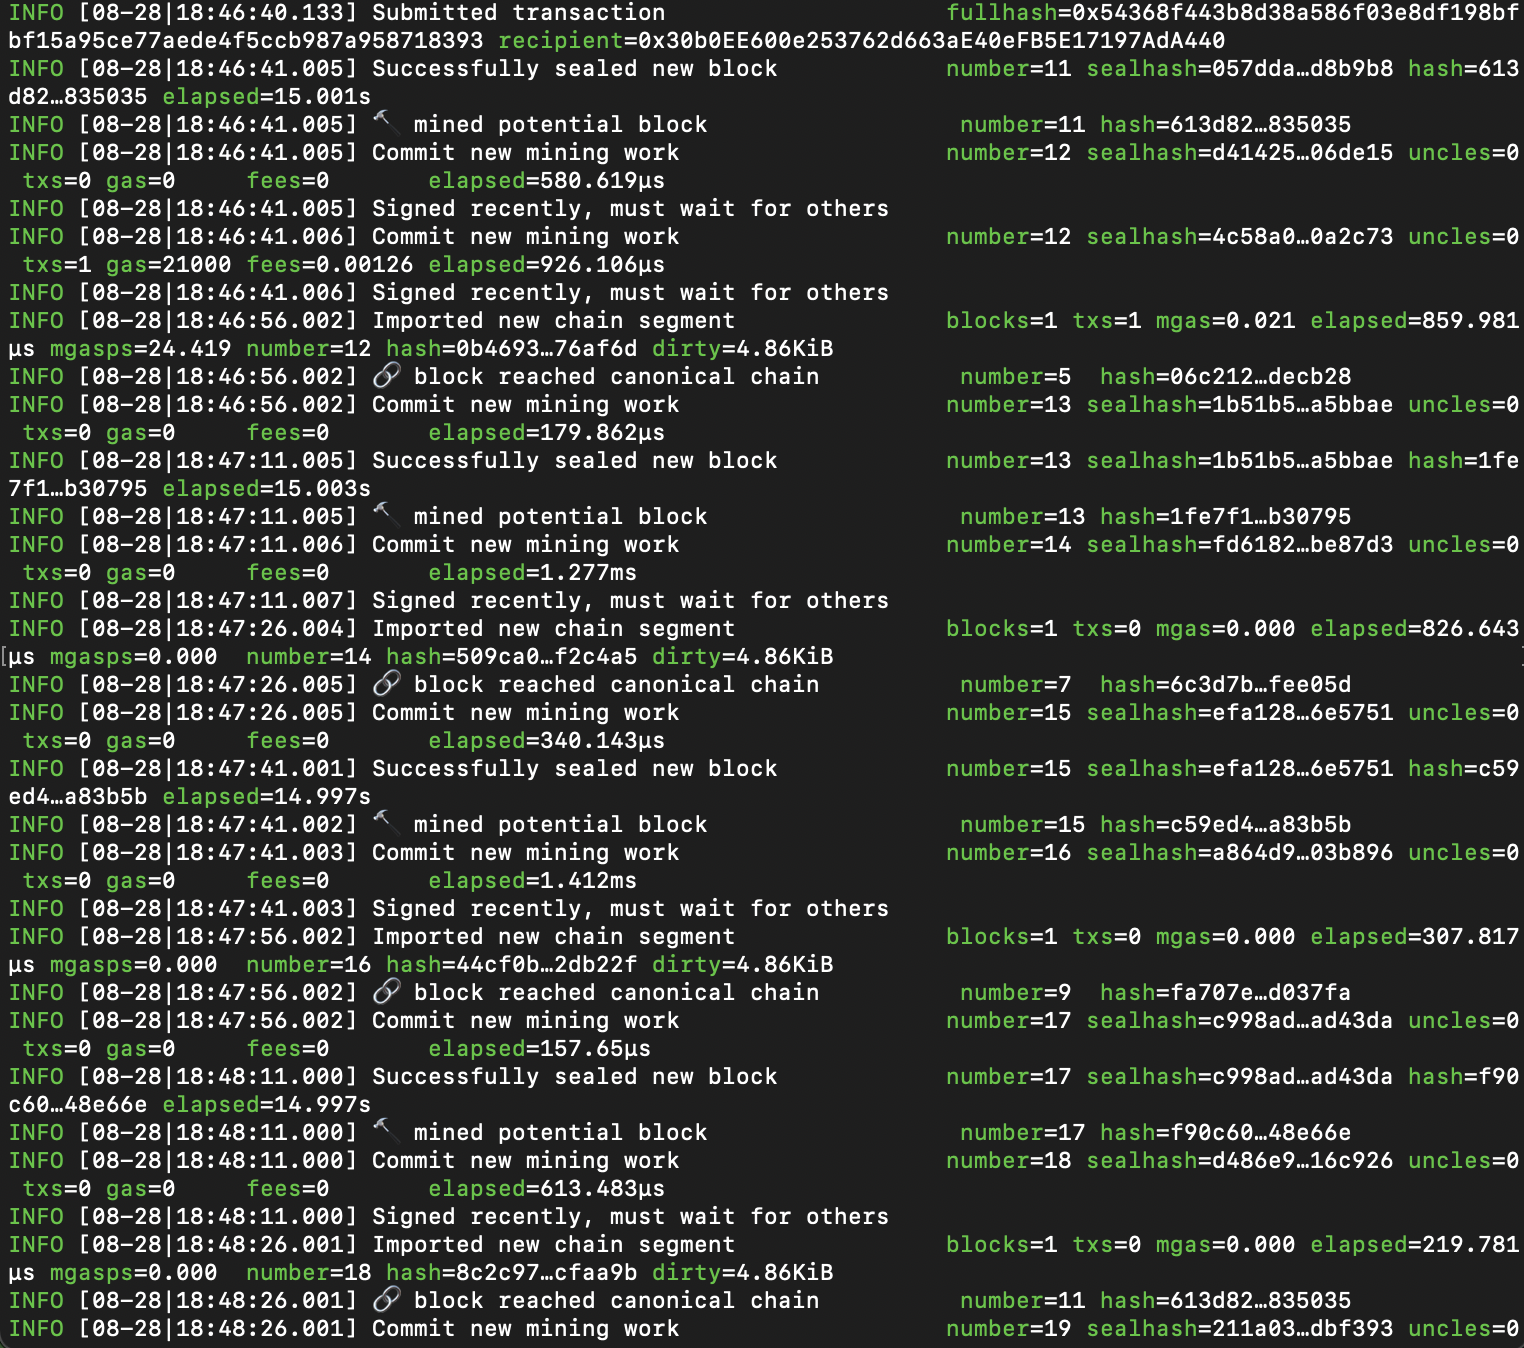 INFO [08-28|18:46:40.133] Submitted transaction                    fullhash=0x54368f443b8d38a586f03e8df198bf
bf15a95ce77aede4f5ccb987a958718393 recipient=0x30b0EE600e253762d663aE40eFB5E17197AdA440
INFO [08-28|18:46:41.005] Successfully sealed new block            number=11 sealhash=057dda…d8b9b8 hash=613
d82…835035 elapsed=15.001s
INFO [08-28|18:46:41.005] 🔨 mined potential block                  number=11 hash=613d82…835035
INFO [08-28|18:46:41.005] Commit new mining work                   number=12 sealhash=d41425…06de15 uncles=0
 txs=0 gas=0     fees=0       elapsed=580.619µs
INFO [08-28|18:46:41.005] Signed recently, must wait for others
INFO [08-28|18:46:41.006] Commit new mining work                   number=12 sealhash=4c58a0…0a2c73 uncles=0
 txs=1 gas=21000 fees=0.00126 elapsed=926.106µs
INFO [08-28|18:46:41.006] Signed recently, must wait for others
INFO [08-28|18:46:56.002] Imported new chain segment               blocks=1 txs=1 mgas=0.021 elapsed=859.981
µs mgasps=24.419 number=12 hash=0b4693…76af6d dirty=4.86KiB
INFO [08-28|18:46:56.002] 🔗 block reached canonical chain          number=5  hash=06c212…decb28
INFO [08-28|18:46:56.002] Commit new mining work                   number=13 sealhash=1b51b5…a5bbae uncles=0
 txs=0 gas=0     fees=0       elapsed=179.862µs
INFO [08-28|18:47:11.005] Successfully sealed new block            number=13 sealhash=1b51b5…a5bbae hash=1fe
7f1…b30795 elapsed=15.003s
INFO [08-28|18:47:11.005] 🔨 mined potential block                  number=13 hash=1fe7f1…b30795
INFO [08-28|18:47:11.006] Commit new mining work                   number=14 sealhash=fd6182…be87d3 uncles=0
 txs=0 gas=0     fees=0       elapsed=1.277ms
INFO [08-28|18:47:11.007] Signed recently, must wait for others
INFO [08-28|18:47:26.004] Imported new chain segment               blocks=1 txs=0 mgas=0.000 elapsed=826.643
µs mgasps=0.000  number=14 hash=509ca0…f2c4a5 dirty=4.86KiB
INFO [08-28|18:47:26.005] 🔗 block reached canonical chain          number=7  hash=6c3d7b…fee05d
INFO [08-28|18:47:26.005] Commit new mining work                   number=15 sealhash=efa128…6e5751 uncles=0
 txs=0 gas=0     fees=0       elapsed=340.143µs
INFO [08-28|18:47:41.001] Successfully sealed new block            number=15 sealhash=efa128…6e5751 hash=c59
ed4…a83b5b elapsed=14.997s
INFO [08-28|18:47:41.002] 🔨 mined potential block                  number=15 hash=c59ed4…a83b5b
INFO [08-28|18:47:41.003] Commit new mining work                   number=16 sealhash=a864d9…03b896 uncles=0
 txs=0 gas=0     fees=0       elapsed=1.412ms
INFO [08-28|18:47:41.003] Signed recently, must wait for others
INFO [08-28|18:47:56.002] Imported new chain segment               blocks=1 txs=0 mgas=0.000 elapsed=307.817
µs mgasps=0.000  number=16 hash=44cf0b…2db22f dirty=4.86KiB
INFO [08-28|18:47:56.002] 🔗 block reached canonical chain          number=9  hash=fa707e…d037fa
INFO [08-28|18:47:56.002] Commit new mining work                   number=17 sealhash=c998ad…ad43da uncles=0
 txs=0 gas=0     fees=0       elapsed=157.65µs
INFO [08-28|18:48:11.000] Successfully sealed new block            number=17 sealhash=c998ad…ad43da hash=f90
c60…48e66e elapsed=14.997s
INFO [08-28|18:48:11.000] 🔨 mined potential block                  number=17 hash=f90c60…48e66e
INFO [08-28|18:48:11.000] Commit new mining work                   number=18 sealhash=d486e9…16c926 uncles=0
 txs=0 gas=0     fees=0       elapsed=613.483µs
INFO [08-28|18:48:11.000] Signed recently, must wait for others
INFO [08-28|18:48:26.001] Imported new chain segment               blocks=1 txs=0 mgas=0.000 elapsed=219.781
µs mgasps=0.000  number=18 hash=8c2c97…cfaa9b dirty=4.86KiB
INFO [08-28|18:48:26.001] 🔗 block reached canonical chain          number=11 hash=613d82…835035
INFO [08-28|18:48:26.001] Commit new mining work                   number=19 sealhash=211a03…dbf393 uncles=0